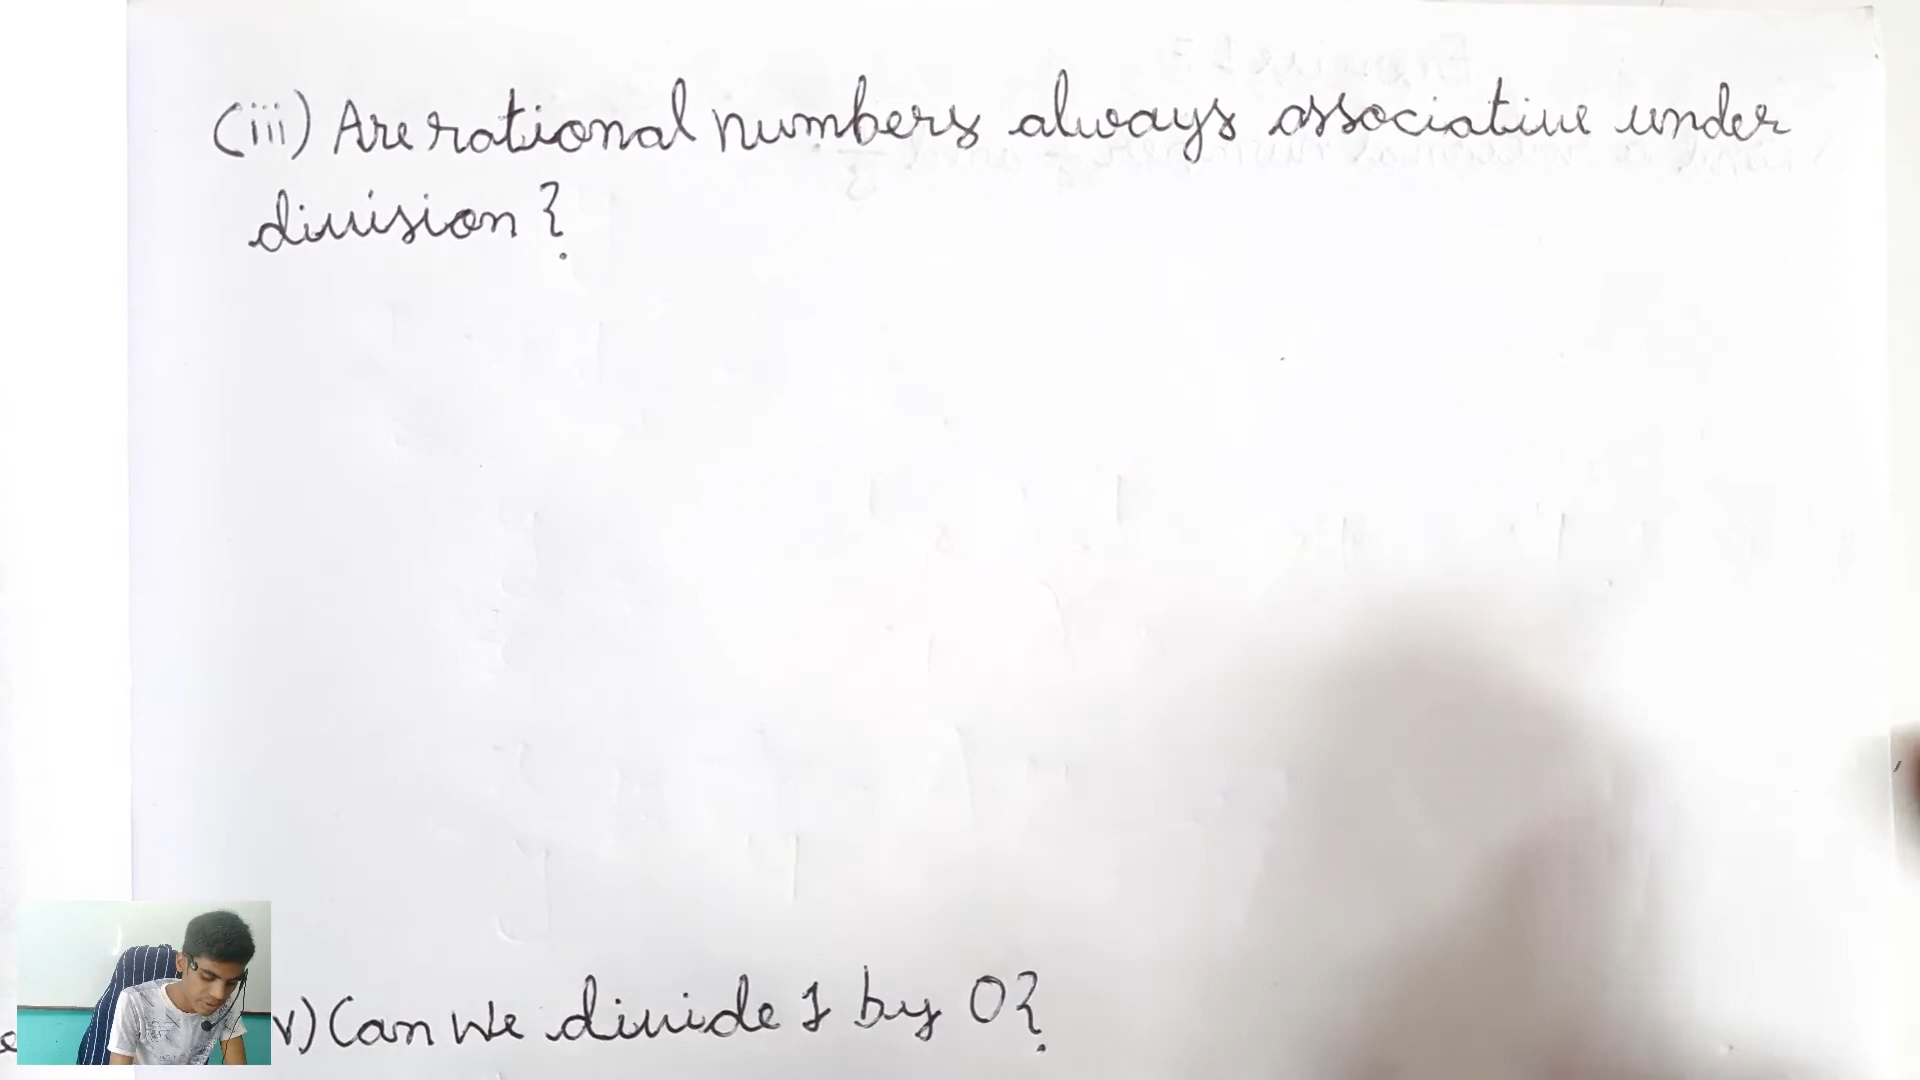 (iii) Are rational numbers always associative under
division?
v) Can we divide 1 by 0?